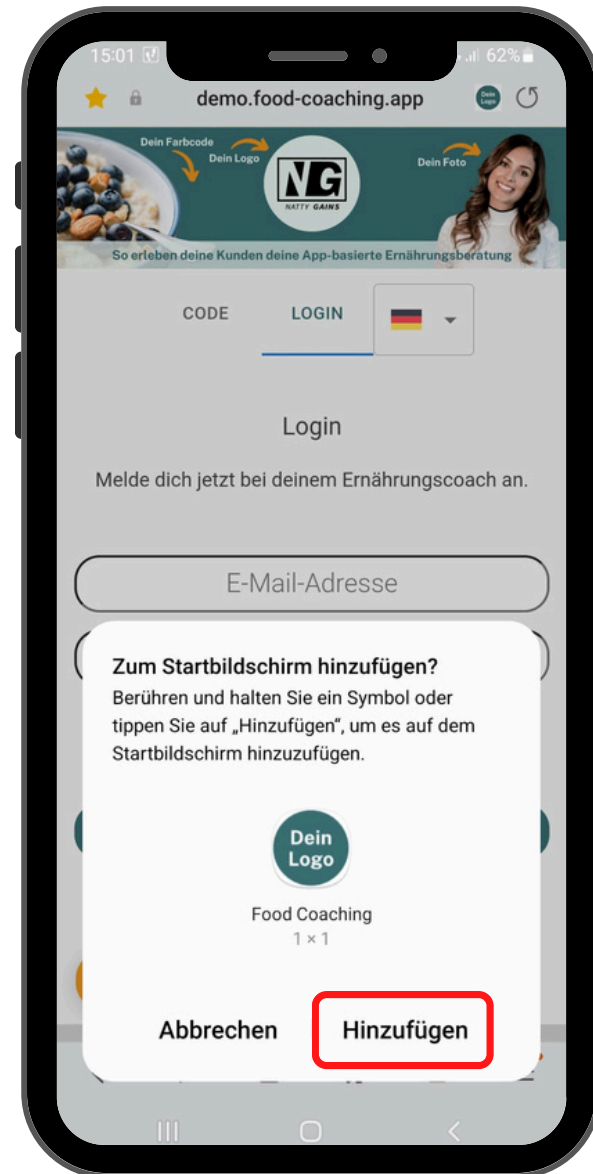 15:01
62%
demo.food-coaching.app
Dein Logo
Dein Farbcode
Dein Logo
Dein Foto
NG
NATTY GAINS
So erleben deine Kunden deine App-basierte Ernährungsberatung
CODE
LOGIN
Login
Melde dich jetzt bei deinem Ernährungscoach an.
E-Mail-Adresse
Zum Startbildschirm hinzufügen?
Berühren und halten Sie ein Symbol oder
tippen Sie auf „Hinzufügen“, um es auf dem
Startbildschirm hinzuzufügen.
Dein
Logo
Food Coaching
1 × 1
Abbrechen
Hinzufügen